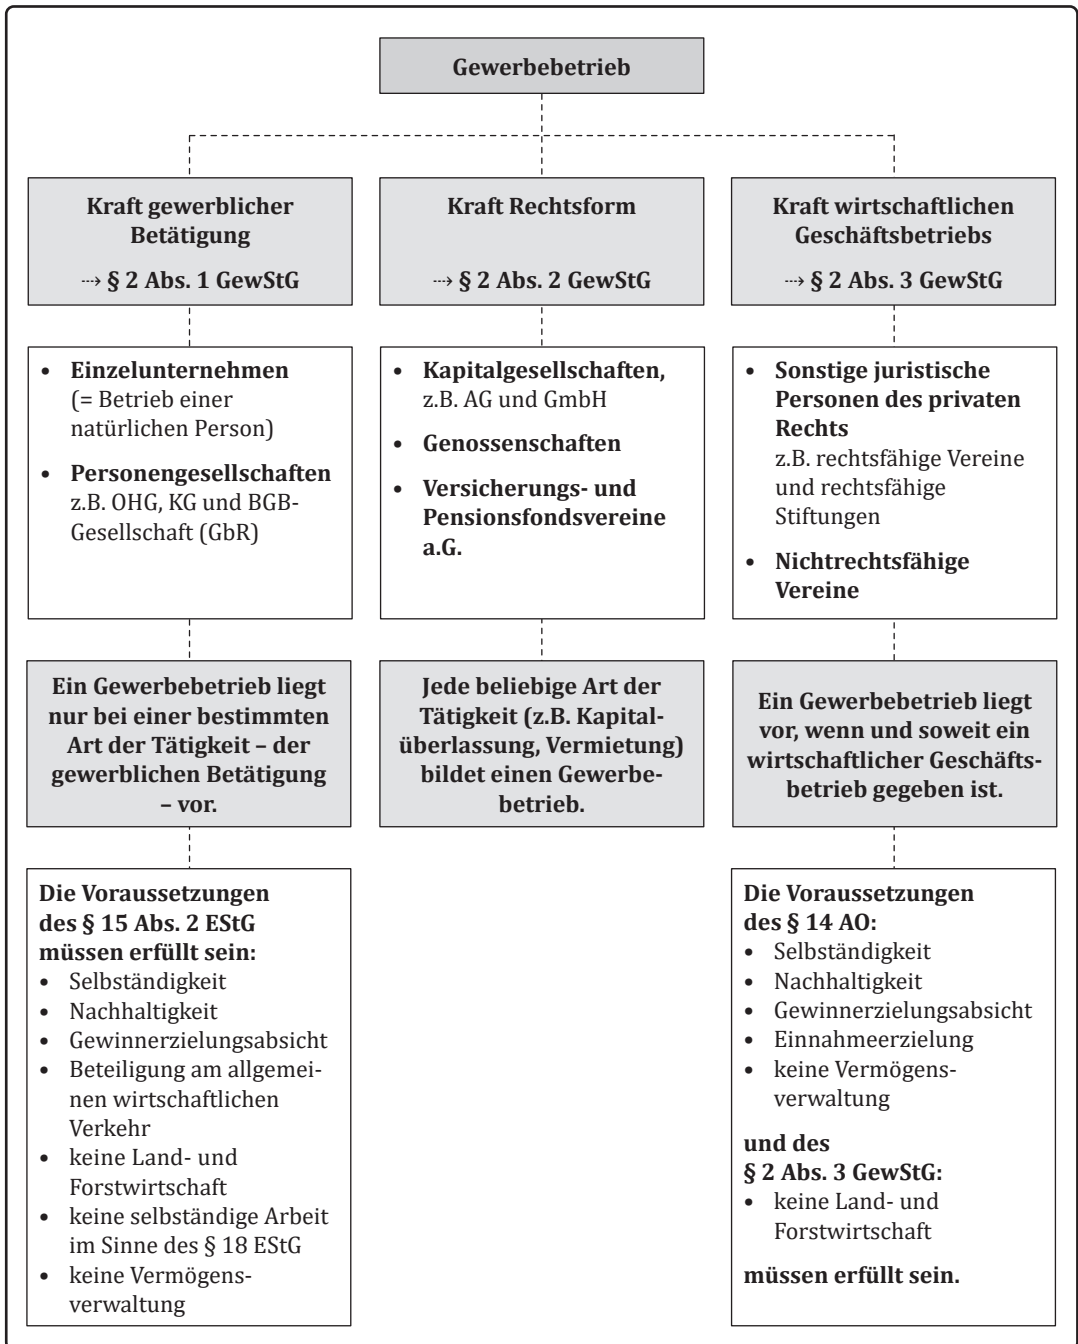 Gewerbebetrieb
Kraft gewerblicher
Betätigung
⤏ § 2 Abs. 1 GewStG
Kraft Rechtsform
⤏ § 2 Abs. 2 GewStG
Kraft wirtschaftlichen
Geschäftsbetriebs
⤏ § 2 Abs. 3 GewStG
• Einzelunternehmen
(= Betrieb einer
natürlichen Person)
• Personengesellschaften
z.B. OHG, KG und BGB-
Gesellschaft (GbR)
• Kapitalgesellschaften,
z.B. AG und GmbH
• Genossenschaften
• Versicherungs- und
Pensionsfondsvereine
a.G.
• Sonstige juristische
Personen des privaten
Rechts
z.B. rechtsfähige Vereine
und rechtsfähige
Stiftungen
• Nichtrechtsfähige
Vereine
Ein Gewerbebetrieb liegt
nur bei einer bestimmten
Art der Tätigkeit – der
gewerblichen Betätigung
– vor.
Jede beliebige Art der
Tätigkeit (z.B. Kapital-
überlassung, Vermietung)
bildet einen Gewerbe-
betrieb.
Ein Gewerbebetrieb liegt
vor, wenn und soweit ein
wirtschaftlicher Geschäfts-
betrieb gegeben ist.
Die Voraussetzungen
des § 15 Abs. 2 EStG
müssen erfüllt sein:
• Selbständigkeit
• Nachhaltigkeit
• Gewinnerzielungsabsicht
• Beteiligung am allgemei-
nen wirtschaftlichen
Verkehr
• keine Land- und
Forstwirtschaft
• keine selbständige Arbeit
im Sinne des § 18 EStG
• keine Vermögens-
verwaltung
Die Voraussetzungen
des § 14 AO:
• Selbständigkeit
• Nachhaltigkeit
• Gewinnerzielungsabsicht
• Einnahmeerzielung
• keine Vermögens-
verwaltung
und des
§ 2 Abs. 3 GewStG:
• keine Land- und
Forstwirtschaft
müssen erfüllt sein.